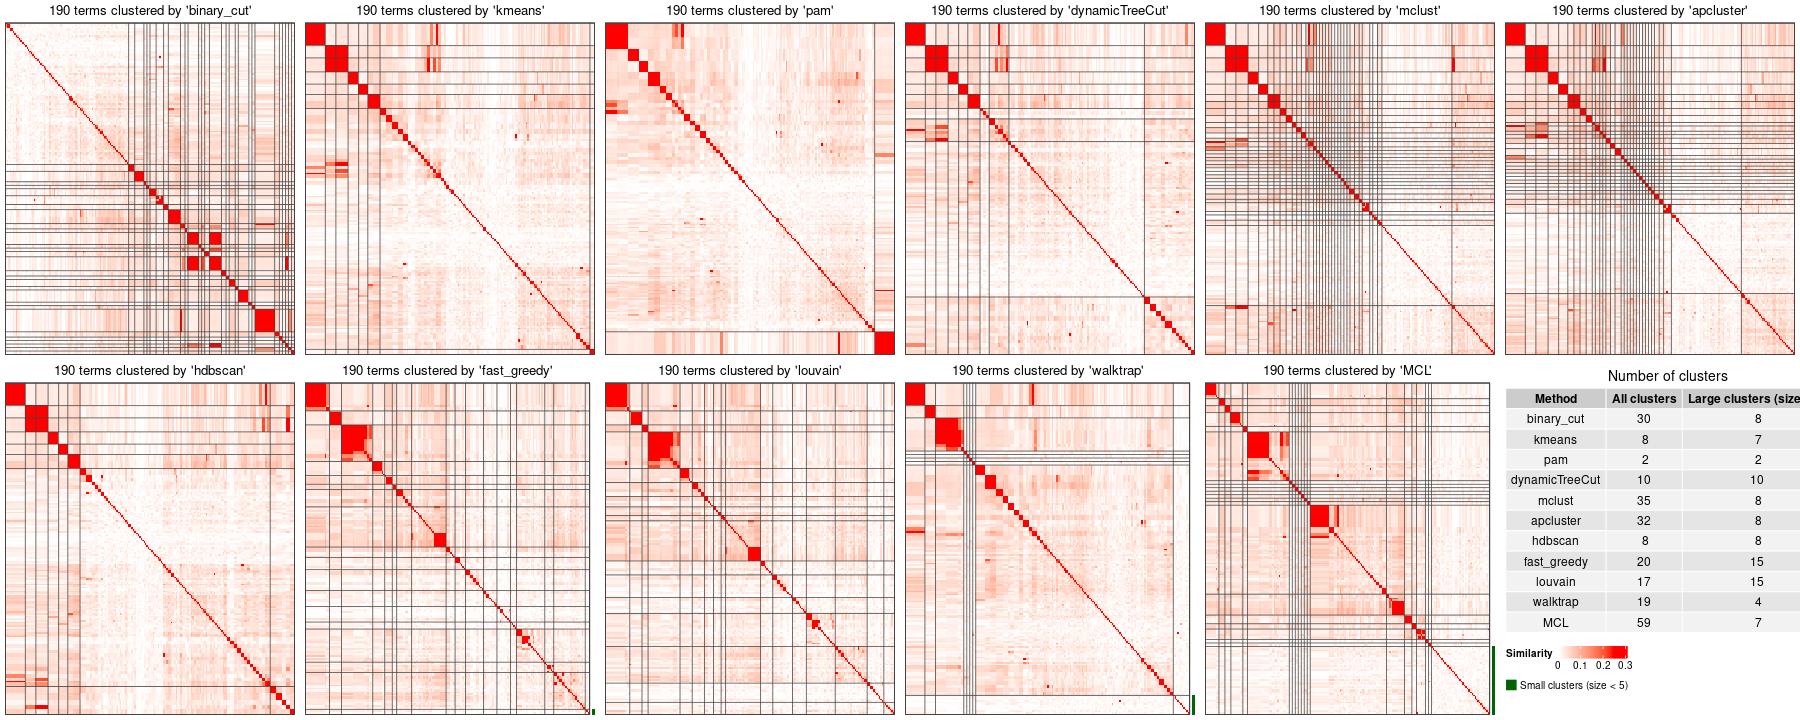 190 terms clustered by 'binary_cut'
190 terms clustered by 'kmeans'
190 terms clustered by 'pam'
190 terms clustered by 'dynamicTreeCut'
190 terms clustered by 'mclust'
190 terms clustered by 'apcluster'
190 terms clustered by 'hdbscan'
190 terms clustered by 'fast_greedy'
190 terms clustered by 'louvain'
190 terms clustered by 'walktrap'
190 terms clustered by 'MCL'
Number of clusters
Method All clusters Large clusters (size
binary_cut 30 8
kmeans 8 7
pam 2 2
dynamicTreeCut 10 10
mclust 35 8
apcluster 32 8
hdbscan 8 8
fast_greedy 20 15
louvain 17 15
walktrap 19 4
MCL 59 7
Similarity
0 0.1 0.2 0.3
Small clusters (size < 5)